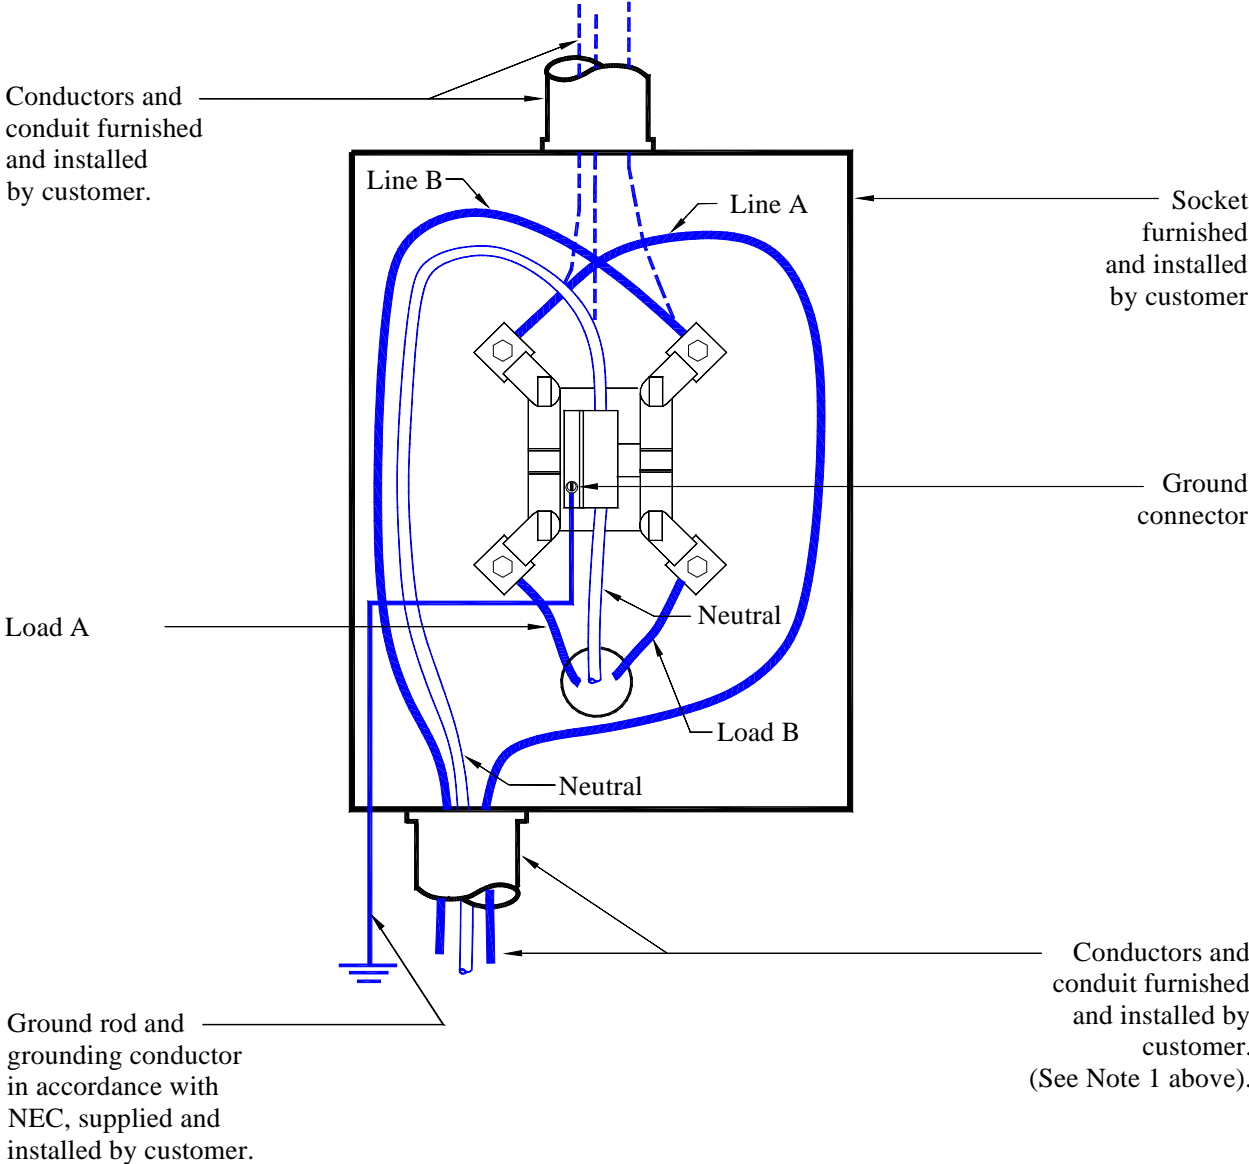 Conductors and
conduit furnished
and installed
by customer.
Line B
Line A
Socket
furnished
and installed
by customer
Ground
connector
Load A
Neutral
Load B
Neutral
Conductors and
conduit furnished
and installed by
customer.
(See Note 1 above).
Ground rod and
grounding conductor
in accordance with
NEC, supplied and
installed by customer.